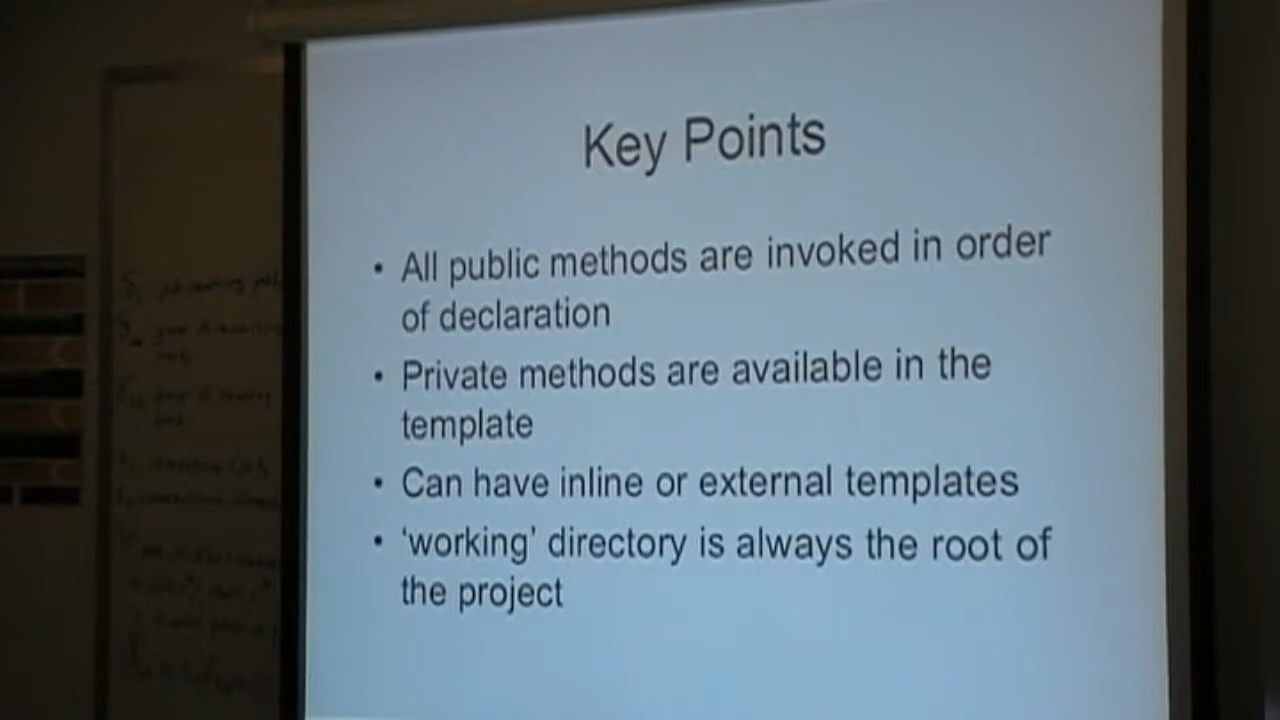 Key Points
• All public methods are invoked in order
of declaration
• Private methods are available in the
template
• Can have inline or external templates
• ‘working’ directory is always the root of
the project